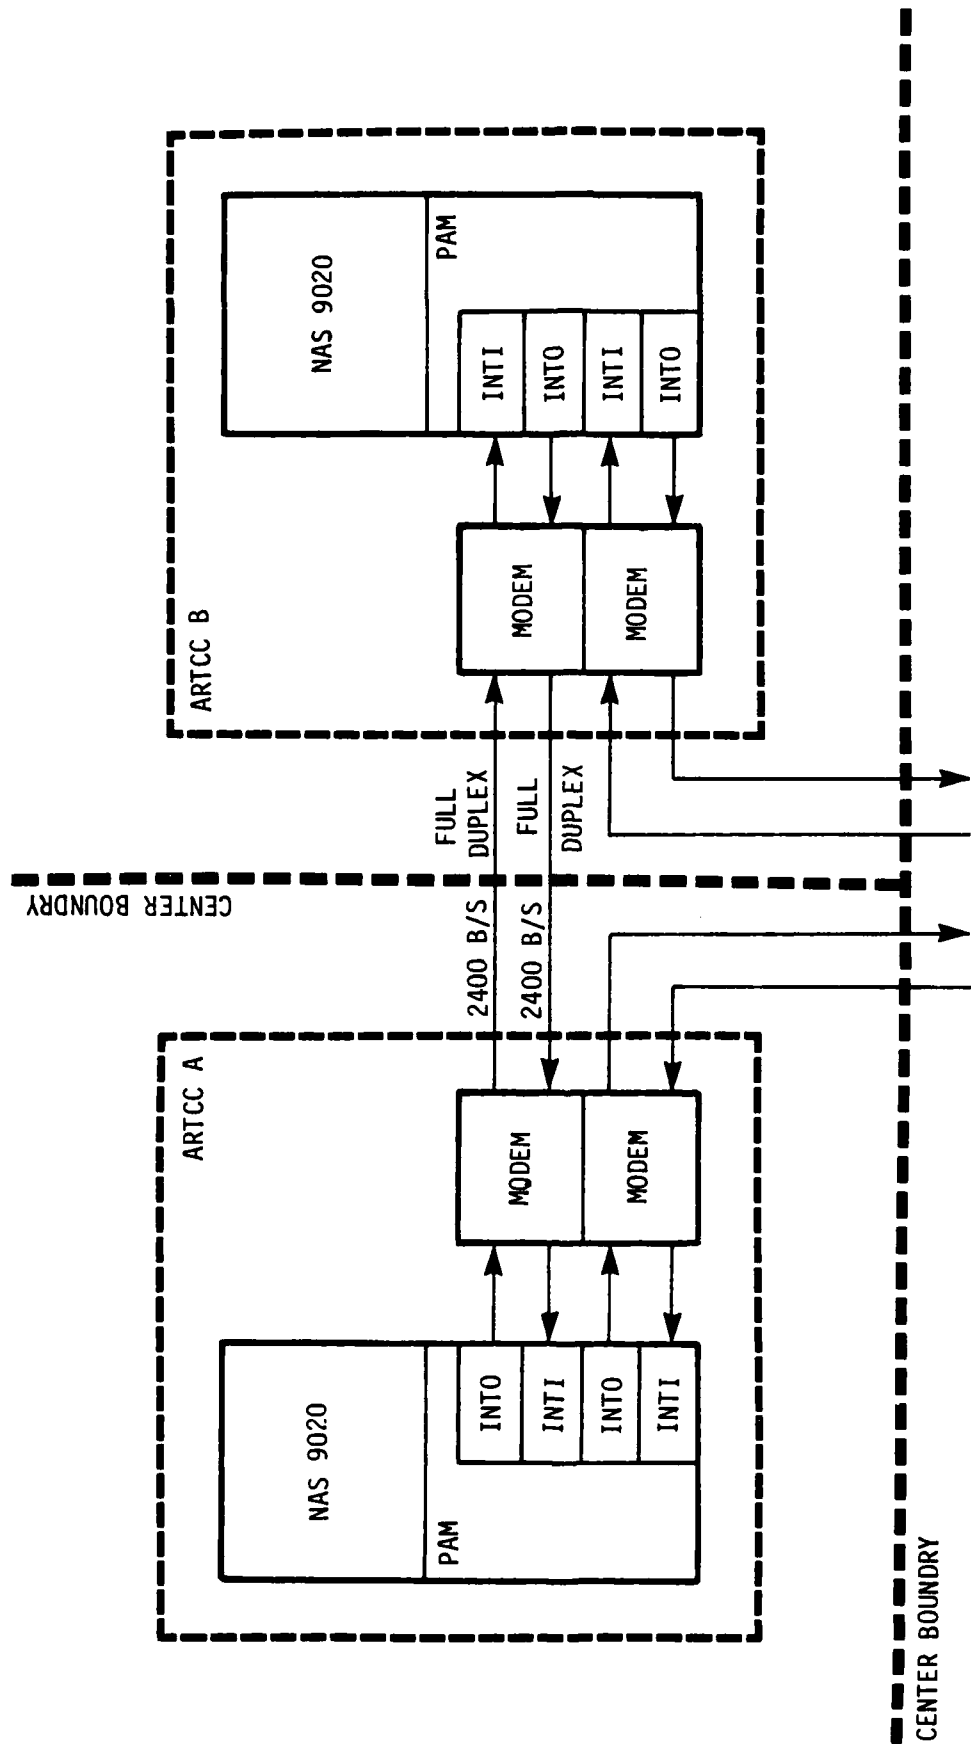 ARTCC A
ARTCC B
NAS 9020
NAS 9020
PAM
PAM
INTO
INTI
INTO
INTI
MODEM
MODEM
2400 B/S
FULL
DUPLEX
2400 B/S
FULL
DUPLEX
MODEM
MODEM
INTI
INTO
INTI
INTO
CENTER BOUNDRY
CENTER BOUNDRY